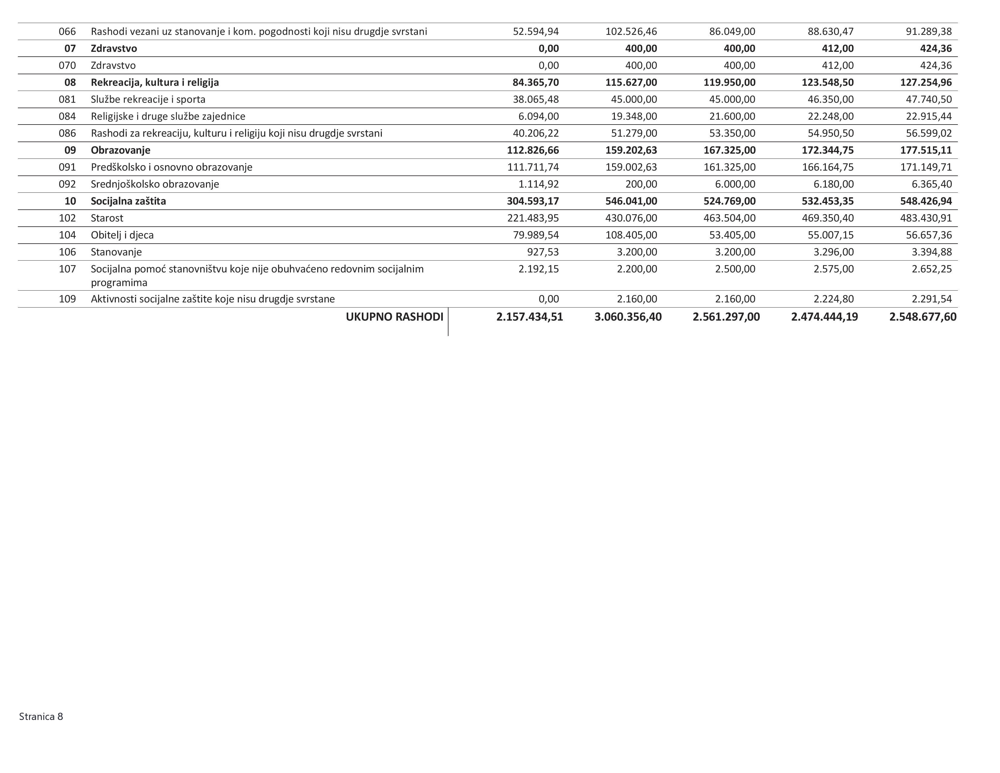 066 Rashodi vezani uz stanovanje i kom. pogodnosti koji nisu drugdje svrstani 52.594,94 102.526,46 86.049,00 88.630,47 91.289,38
07 Zdravstvo 0,00 400,00 400,00 412,00 424,36
070 Zdravstvo 0,00 400,00 400,00 412,00 424,36
08 Rekreacija, kultura i religija 84.365,70 115.627,00 119.950,00 123.548,50 127.254,96
081 Službe rekreacije i sporta 38.065,48 45.000,00 45.000,00 46.350,00 47.740,50
084 Religijske i druge službe zajednice 6.094,00 19.348,00 21.600,00 22.248,00 22.915,44
086 Rashodi za rekreaciju, kulturu i religiju koji nisu drugdje svrstani 40.206,22 51.279,00 53.350,00 54.950,50 56.599,02
09 Obrazovanje 112.826,66 159.202,63 167.325,00 172.344,75 177.515,11
091 Predškolsko i osnovno obrazovanje 111.711,74 159.002,63 161.325,00 166.164,75 171.149,71
092 Srednjoškolsko obrazovanje 1.114,92 200,00 6.000,00 6.180,00 6.365,40
10 Socijalna zaštita 304.593,17 546.041,00 524.769,00 532.453,35 548.426,94
102 Starost 221.483,95 430.076,00 463.504,00 469.350,40 483.430,91
104 Obitelj i djeca 79.989,54 108.405,00 53.405,00 55.007,15 56.657,36
106 Stanovanje 927,53 3.200,00 3.200,00 3.296,00 3.394,88
107 Socijalna pomoć stanovništvu koje nije obuhvaćeno redovnim socijalnim 2.192,15 2.200,00 2.500,00 2.575,00 2.652,25
programima
109 Aktivnosti socijalne zaštite koje nisu drugdje svrstane 0,00 2.160,00 2.160,00 2.224,80 2.291,54
UKUPNO RASHODI 2.157.434,51 3.060.356,40 2.561.297,00 2.474.444,19 2.548.677,60
Stranica 8